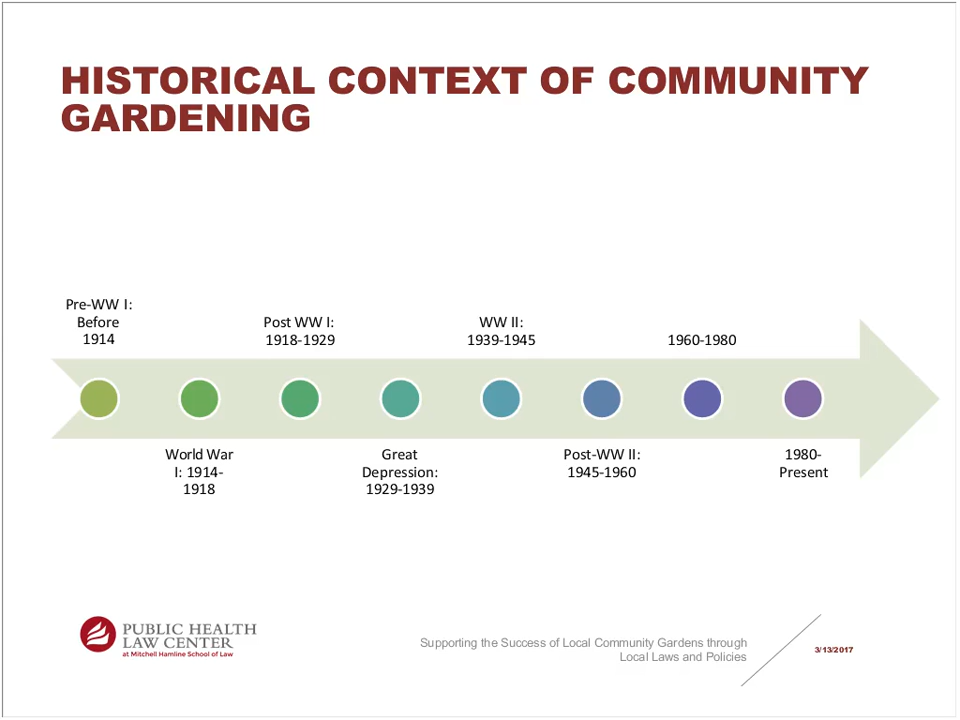 HISTORICAL CONTEXT OF COMMUNITY
GARDENING
Pre-WW I:
Before
1914
World War
I: 1914-
1918
Post WW I:
1918-1929
Great
Depression:
1929-1939
WW II:
1939-1945
Post-WW II:
1945-1960
1960-1980
1980-
Present
PUBLIC HEALTH
LAW CENTER
at Mitchell Hamline School of Law
Supporting the Success of Local Community Gardens through
Local Laws and Policies
3/13/2017